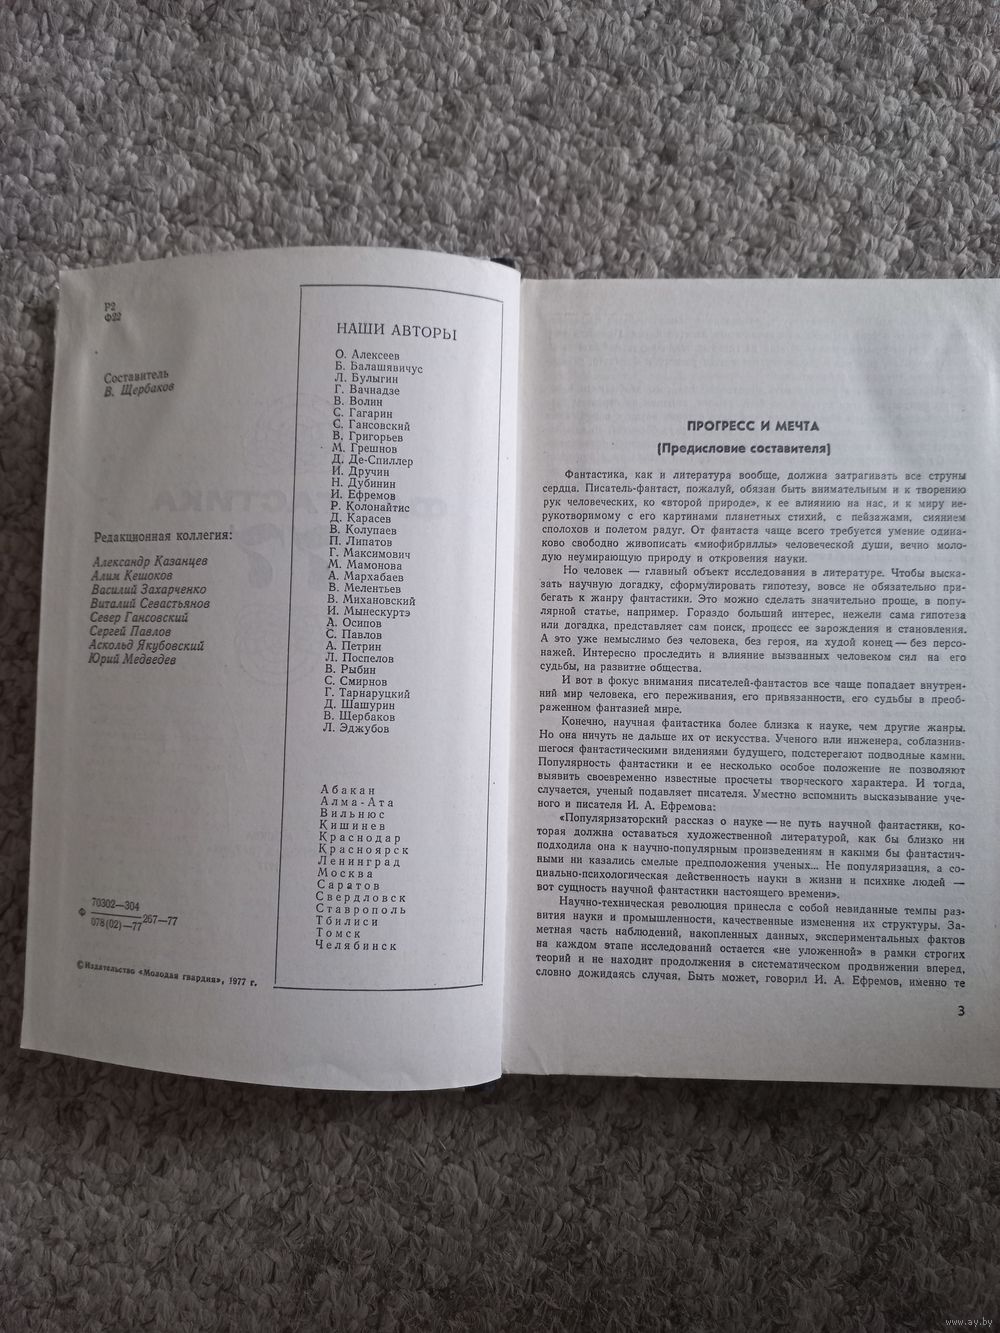 Р2
Ф22
Составитель
В. Щербаков
Редакционная коллегия:
Александр Казанцев
Алим Кешоков
Василий Захарченко
Виталий Севастьянов
Север Гансовский
Сергей Павлов
Аскольд Якубовский
Юрий Медведев
Ф 70302—304
078(02)—77 267—77
©Издательство «Молодая гвардия», 1977 г.
НАШИ АВТОРЫ
О. Алексеев
Б. Балашявичус
Л. Булыгин
Г. Вачнадзе
В. Волин
С. Гагарин
С. Гансовский
В. Григорьев
М. Грешнов
Д. Де-Спиллер
И. Дручин
Н. Дубинин
И. Ефремов
Р. Колонайтис
Д. Карасев
В. Колупаев
П. Липатов
Г. Максимович
М. Мамонова
А. Мархабаев
В. Мелентьев
В. Михановский
И. Мынескуртэ
А. Осипов
С. Павлов
А. Петрин
Л. Поспелов
В. Рыбин
С. Смирнов
Г. Тарнаруцкий
Д. Шашурин
В. Щербаков
Л. Эджубов
Абакан
Алма-Ата
Вильнюс
Кишинев
Краснодар
Красноярск
Ленинград
Москва
Саратов
Свердловск
Ставрополь
Тбилиси
Томск
Челябинск
ПРОГРЕСС И МЕЧТА
(Предисловие составителя)
Фантастика, как и литература вообще, должна затрагивать все струны
сердца. Писатель-фантаст, пожалуй, обязан быть внимательным и к творению
рук человеческих, ко «второй природе», к ее влиянию на нас, и к миру не-
рукотворимому с его картинами планетных стихий, с пейзажами, сиянием
сполохов и полетом радуг. От фантаста чаще всего требуется умение одина-
ково свободно живописать «миофибриллы» человеческой души, вечно моло-
дую неумирающую природу и откровения науки.
Но человек — главный объект исследования в литературе. Чтобы выска-
зать научную догадку, сформулировать гипотезу, вовсе не обязательно при-
бегать к жанру фантастики. Это можно сделать значительно проще, в попу-
лярной статье, например. Гораздо больший интерес, нежели сама гипотеза
или догадка, представляет сам поиск, процесс ее зарождения и становления.
А это уже немыслимо без человека, без героя, на худой конец — без персо-
нажей. Интересно проследить и влияние вызванных человеком сил на его
судьбы, на развитие общества.
И вот в фокус внимания писателей-фантастов все чаще попадает внутрен-
ний мир человека, его переживания, его привязанности, его судьбы в преоб-
раженном фантазией мире.
Конечно, научная фантастика более близка к науке, чем другие жанры.
Но она ничуть не дальше их от искусства. Ученого или инженера, соблазнив-
шегося фантастическими видениями будущего, подстерегают подводные камни.
Популярность фантастики и ее несколько особое положение не позволяют
выявить своевременно известные просчеты творческого характера. И тогда,
случается, ученый подавляет писателя. Уместно вспомнить высказывание уче-
ного и писателя И. А. Ефремова:
«Популяризаторский рассказ о науке — не путь научной фантастики, ко-
торая должна оставаться художественной литературой, как бы близко ни
подходила она к научно-популярным произведениям и какими бы фантастич-
ными ни казались смелые предположения ученых... Не популяризация, а со-
циально-психологическая действенность науки в жизни и психике людей —
вот сущность научной фантастики настоящего времени».
Научно-техническая революция принесла с собой невиданные темпы раз-
вития науки и промышленности, качественные изменения их структуры. За-
метная часть наблюдений, накопленных данных, экспериментальных фактов
на каждом этапе исследований остается «не уложенной» в рамки строгих
теорий и не находит продолжения в систематическом продвижении вперед,
словно дожидаясь случая. Быть может, говорил И. А. Ефремов, именно те
3
www.ay.by